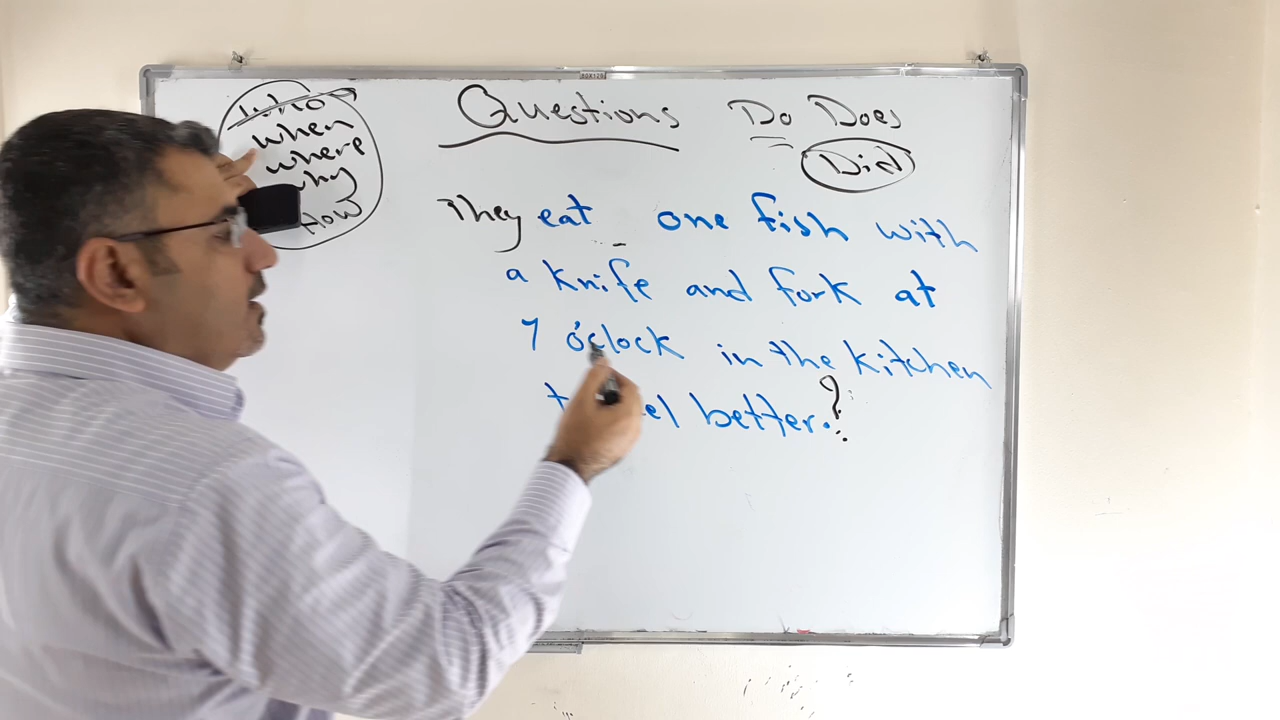 Who
when
where
why
How
Questions Do Does
Did
They eat one fish with
a knife and fork at
7 o'clock in the kitchen
better.?